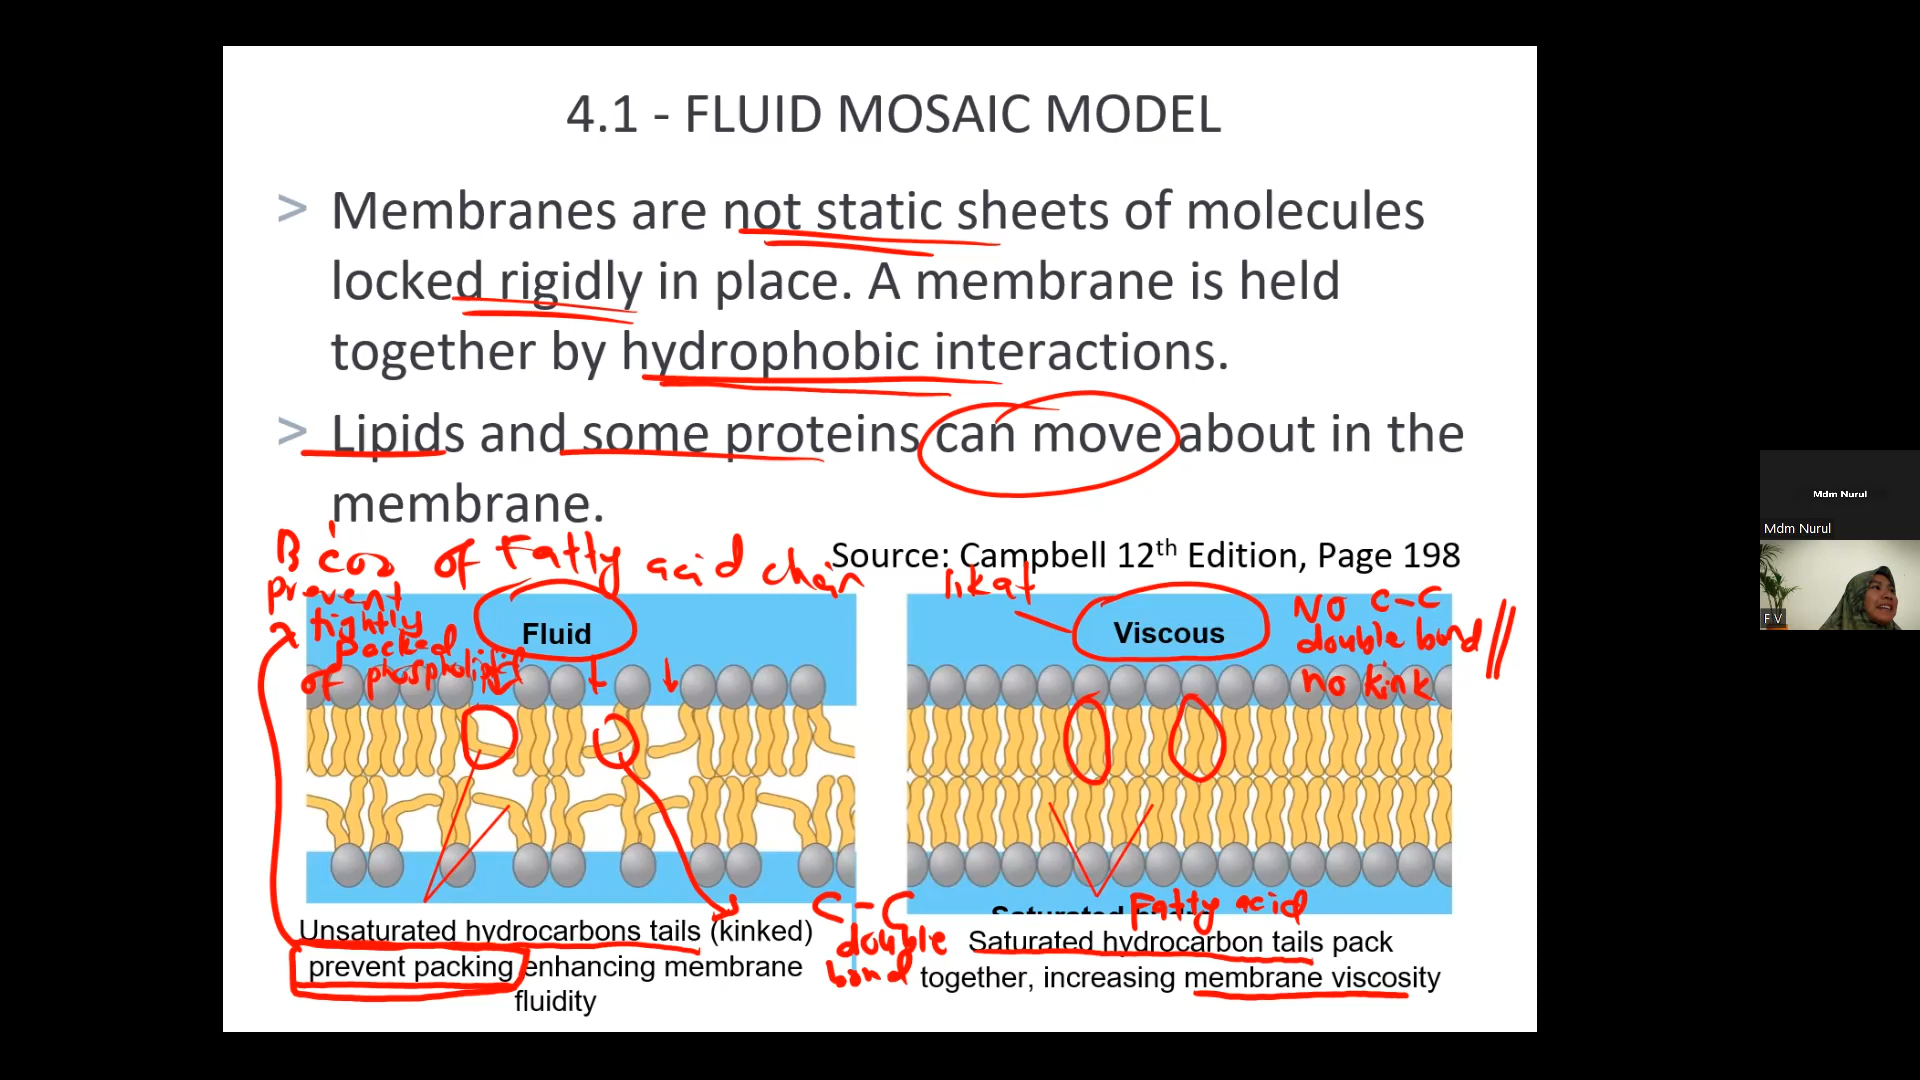 4.1 - FLUID MOSAIC MODEL
> Membranes are not static sheets of molecules
locked rigidly in place. A membrane is held
together by hydrophobic interactions.
> Lipids and some proteins can move about in the
membrane.
B'cos of Fatty acid chain
Source: Campbell 12th Edition, Page 198
prevent
tightly
packed
of phospholipid
Fluid
likat
Viscous
No C-C
double bond
no kink
Unsaturated hydrocarbons tails (kinked)
prevent packing enhancing membrane
fluidity
C-C
double
bond
Fatty acid
Saturated hydrocarbon tails pack
together, increasing membrane viscosity
Mdm Nurul
Mdm Nurul
F V